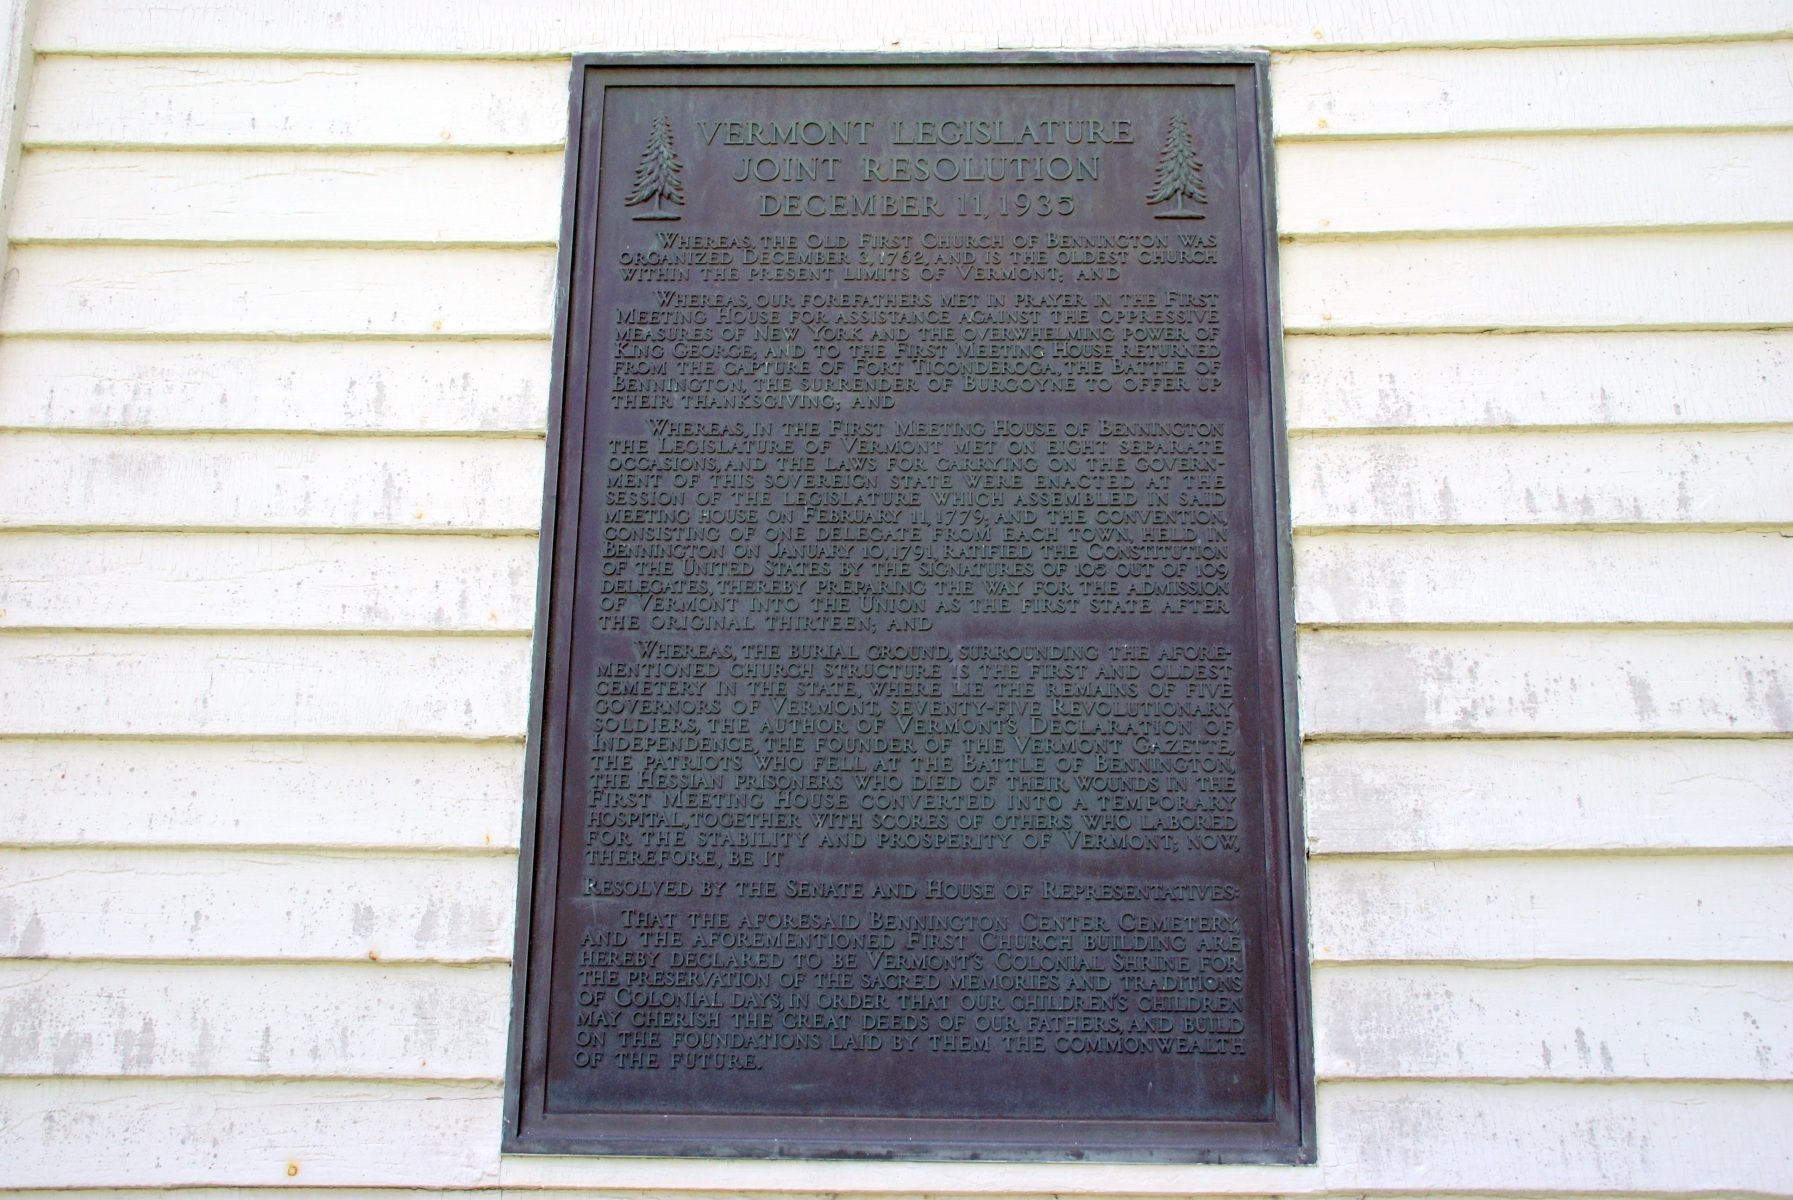 VERMONT LEGISLATURE
JOINT RESOLUTION
DECEMBER 11, 1935
WHEREAS, THE OLD FIRST CHURCH OF BENNINGTON WAS
ORGANIZED DECEMBER 3, 1762, AND IS THE OLDEST CHURCH
WITHIN THE PRESENT LIMITS OF VERMONT; AND
WHEREAS, OUR FOREFATHERS MET IN PRAYER IN THE FIRST
MEETING HOUSE FOR ASSISTANCE AGAINST THE OPPRESSIVE
MEASURES OF NEW YORK AND THE OVERWHELMING POWER OF
KING GEORGE; AND TO THE FIRST MEETING HOUSE RETURNED
FROM THE CAPTURE OF FORT TICONDEROGA, THE BATTLE OF
BENNINGTON, THE SURRENDER OF BURGOYNE TO OFFER UP
THEIR THANKSGIVING; AND
WHEREAS, IN THE FIRST MEETING HOUSE OF BENNINGTON
THE LEGISLATURE OF VERMONT MET ON EIGHT SEPARATE
OCCASIONS, AND THE LAWS FOR CARRYING ON THE GOVERN-
MENT OF THIS SOVEREIGN STATE WERE ENACTED AT THE
SESSION OF THE LEGISLATURE WHICH ASSEMBLED IN SAID
MEETING HOUSE ON FEBRUARY 11, 1779; AND THE CONVENTION,
CONSISTING OF ONE DELEGATE FROM EACH TOWN, HELD IN
BENNINGTON ON JANUARY 10, 1791, RATIFIED THE CONSTITUTION
OF THE UNITED STATES BY THE SIGNATURES OF 105 OUT OF 109
DELEGATES, THEREBY PREPARING THE WAY FOR THE ADMISSION
OF VERMONT INTO THE UNION AS THE FIRST STATE AFTER
THE ORIGINAL THIRTEEN; AND
WHEREAS, THE BURIAL GROUND, SURROUNDING THE AFORE-
MENTIONED CHURCH STRUCTURE IS THE FIRST AND OLDEST
CEMETERY IN THE STATE, WHERE LIE THE REMAINS OF FIVE
GOVERNORS OF VERMONT, SEVENTY-FIVE REVOLUTIONARY
SOLDIERS, THE AUTHOR OF VERMONT'S DECLARATION OF
INDEPENDENCE, THE FOUNDER OF THE VERMONT GAZETTE,
THE PATRIOTS WHO FELL AT THE BATTLE OF BENNINGTON,
THE HESSIAN PRISONERS WHO DIED OF THEIR WOUNDS IN THE
FIRST MEETING HOUSE CONVERTED INTO A TEMPORARY
HOSPITAL, TOGETHER WITH SCORES OF OTHERS WHO LABORED
FOR THE STABILITY AND PROSPERITY OF VERMONT; NOW,
THEREFORE, BE IT
RESOLVED BY THE SENATE AND HOUSE OF REPRESENTATIVES:
THAT THE AFORESAID BENNINGTON CENTER CEMETERY
AND THE AFOREMENTIONED FIRST CHURCH BUILDING ARE
HEREBY DECLARED TO BE VERMONT'S COLONIAL SHRINE FOR
THE PRESERVATION OF THE SACRED MEMORIES AND TRADITIONS
OF COLONIAL DAYS, IN ORDER THAT OUR CHILDREN'S CHILDREN
MAY CHERISH THE GREAT DEEDS OF OUR FATHERS, AND BUILD
ON THE FOUNDATIONS LAID BY THEM THE COMMONWEALTH
OF THE FUTURE.